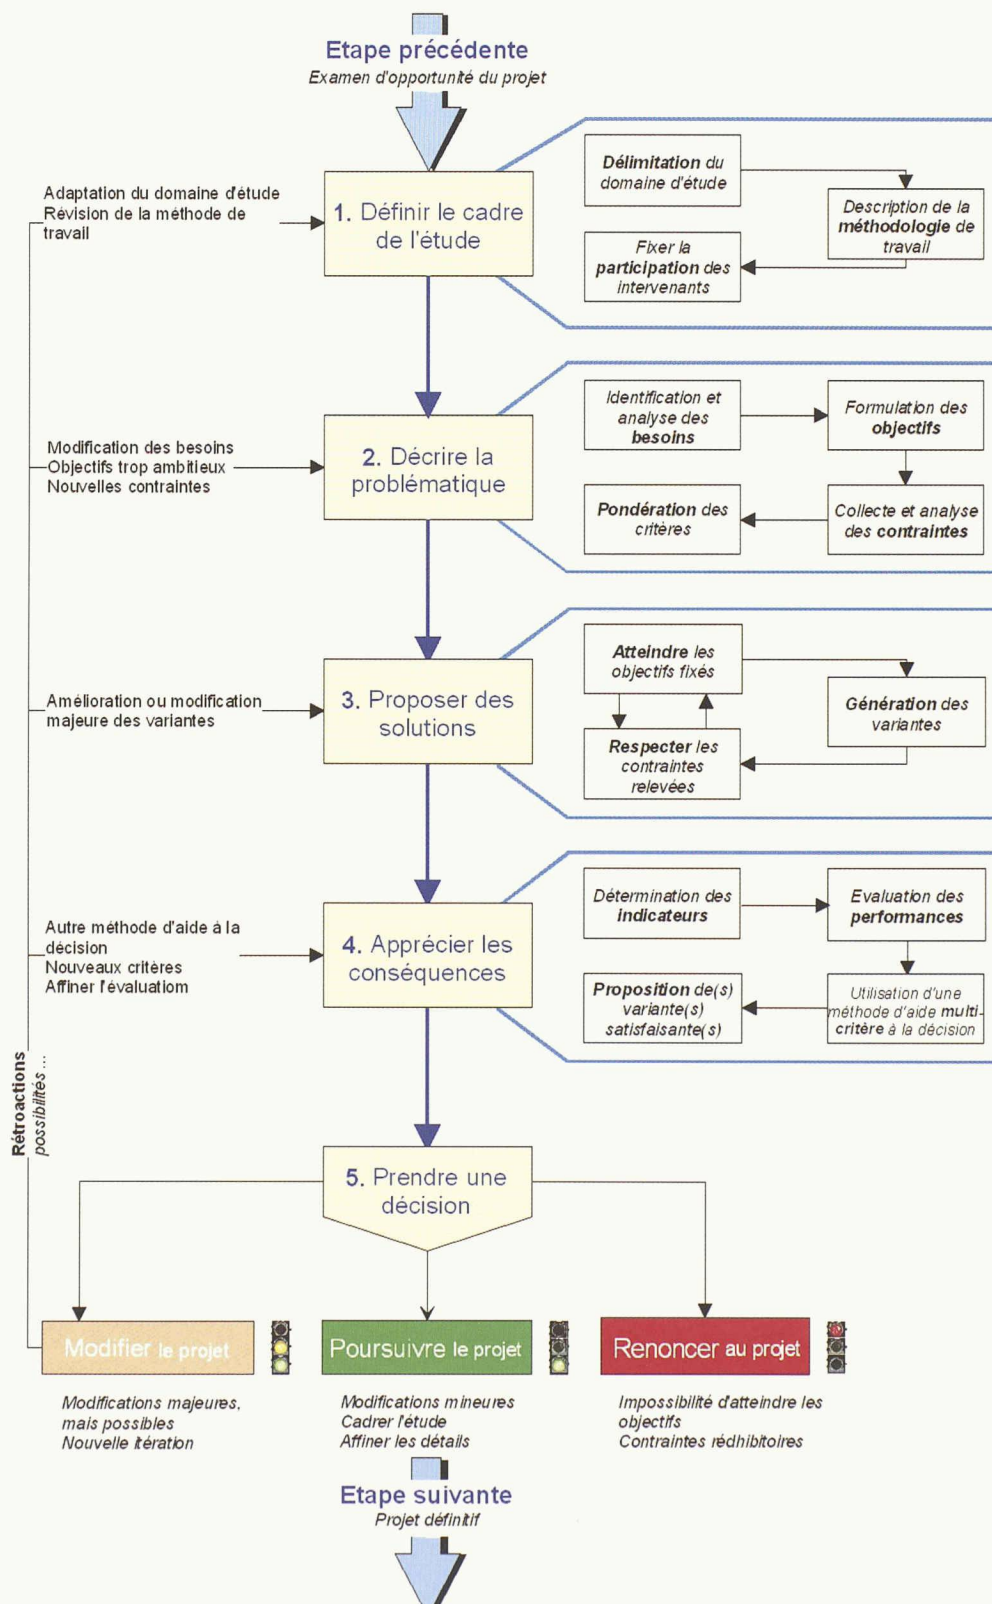 Etape précédente
Examen d'opportunité du projet
Adaptation du domaine d'étude
Révision de la méthode de
travail
1. Définir le cadre
de l'étude
Délimitation du
domaine d'étude
Description de la
méthodologie de
travail
Fixer la
participation des
intervenants
Modification des besoins
Objectifs trop ambitieux
Nouvelles contraintes
2. Décrire la
problématique
Identification et
analyse des
besoins
Formulation des
objectifs
Collecte et analyse
des contraintes
Pondération des
critères
Amélioration ou modification
majeure des variantes
3. Proposer des
solutions
Atteindre les
objectifs fixés
Génération des
variantes
Respecter les
contraintes
relevées
Autre méthode d'aide à la
décision
Nouveaux critères
Affiner l'évaluatiom
4. Apprécier les
conséquences
Détermination des
indicateurs
Evaluation des
performances
Utilisation d'une
méthode d'aide multi-
critère à la décision
Proposition de(s)
variante(s)
satisfaisante(s)
Rétroactions
possibilités ...
5. Prendre une
décision
Modifier le projet
Poursuivre le projet
Renoncer au projet
Modifications majeures,
mais possibles
Nouvelle itération
Modifications mineures
Cadrer l'étude
Affiner les détails
Impossibilité d'atteindre les
objectifs
Contraintes rédhibitoires
Etape suivante
Projet définitif